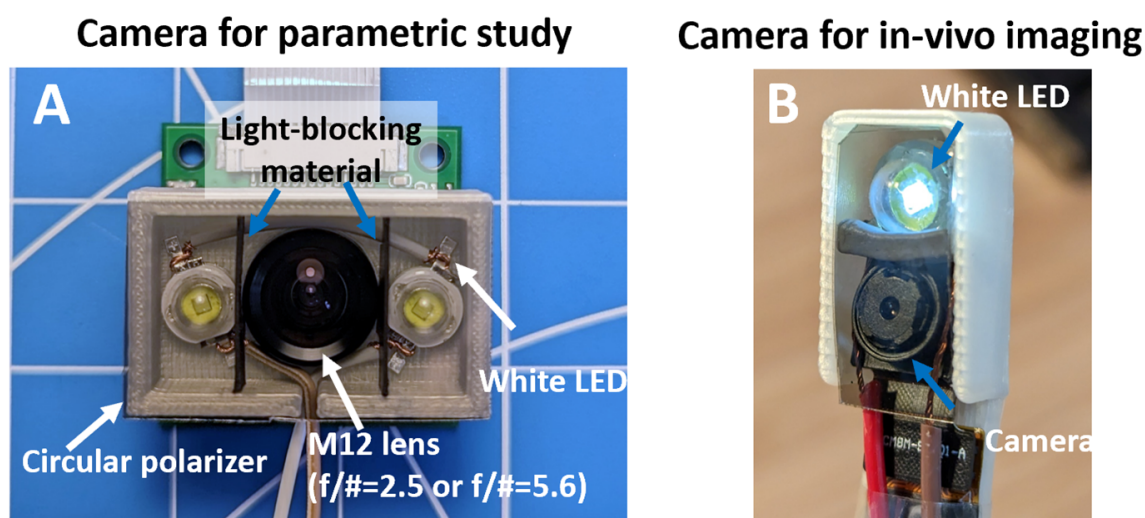 Camera for parametric study
Camera for in-vivo imaging
A
Light-blocking
material
White LED
M12 lens
(f/#=2.5 or f/#=5.6)
Circular polarizer
B
White LED
Camera